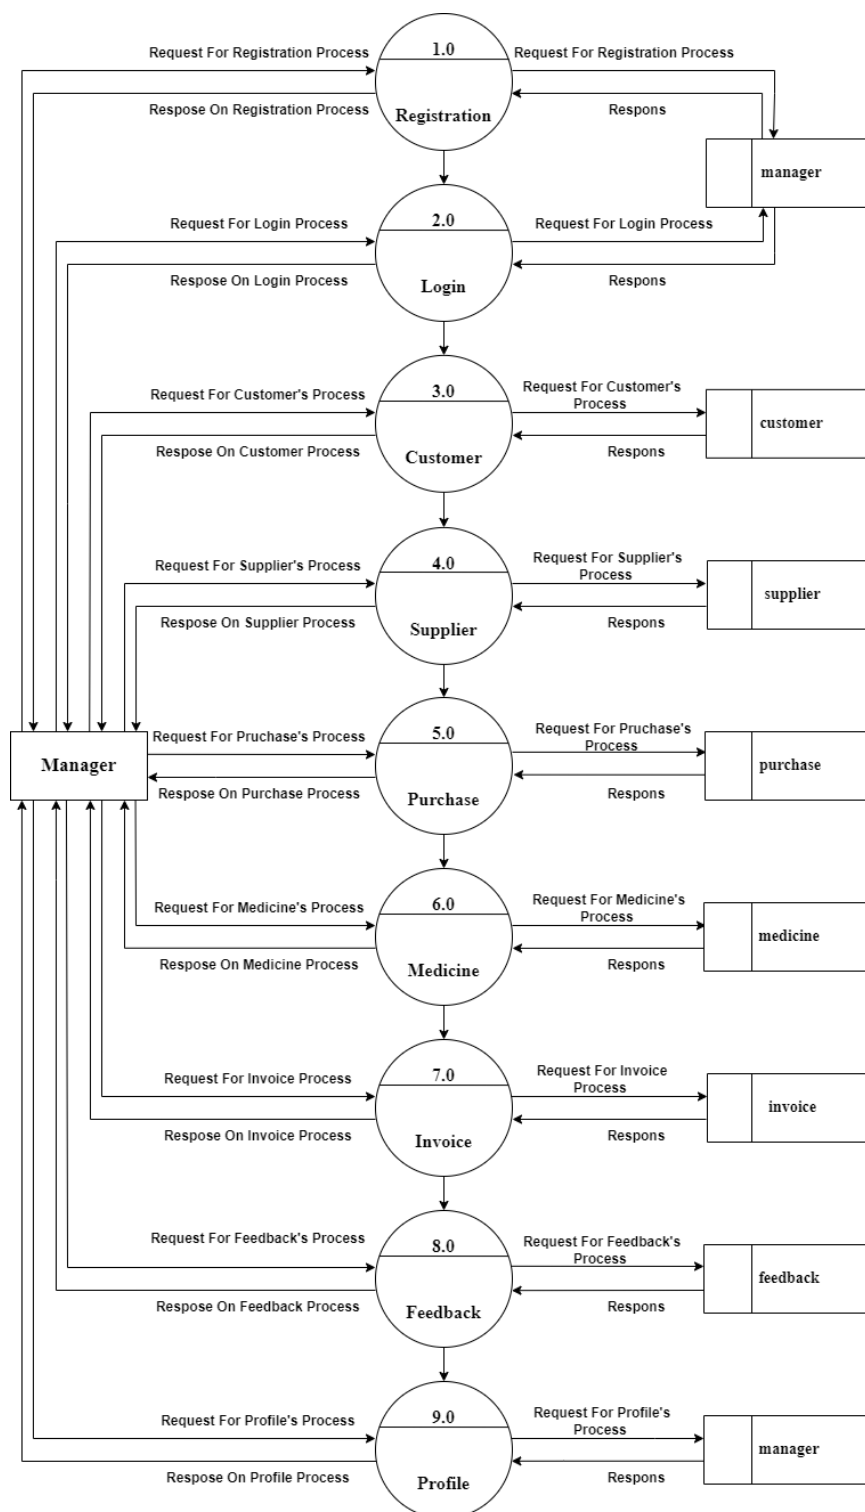 1.0
Request For Registration Process
Request For Registration Process
Respose On Registration Process
Respons
Registration
manager
2.0
Request For Login Process
Request For Login Process
Respose On Login Process
Respons
Login
3.0
Request For Customer's Process
Request For Customer's
Process
customer
Respose On Customer Process
Respons
Customer
4.0
Request For Supplier's Process
Request For Supplier's
Process
supplier
Respose On Supplier Process
Respons
Supplier
5.0
Request For Pruchase's Process
Request For Pruchase's
Process
Manager
purchase
Respose On Purchase Process
Respons
Purchase
6.0
Request For Medicine's Process
Request For Medicine's
Process
medicine
Respose On Medicine Process
Respons
Medicine
7.0
Request For Invoice Process
Request For Invoice
Process
invoice
Respose On Invoice Process
Respons
Invoice
8.0
Request For Feedback's Process
Request For Feedback's
Process
feedback
Respose On Feedback Process
Respons
Feedback
9.0
Request For Profile's Process
Request For Profile's
Process
manager
Respose On Profile Process
Respons
Profile